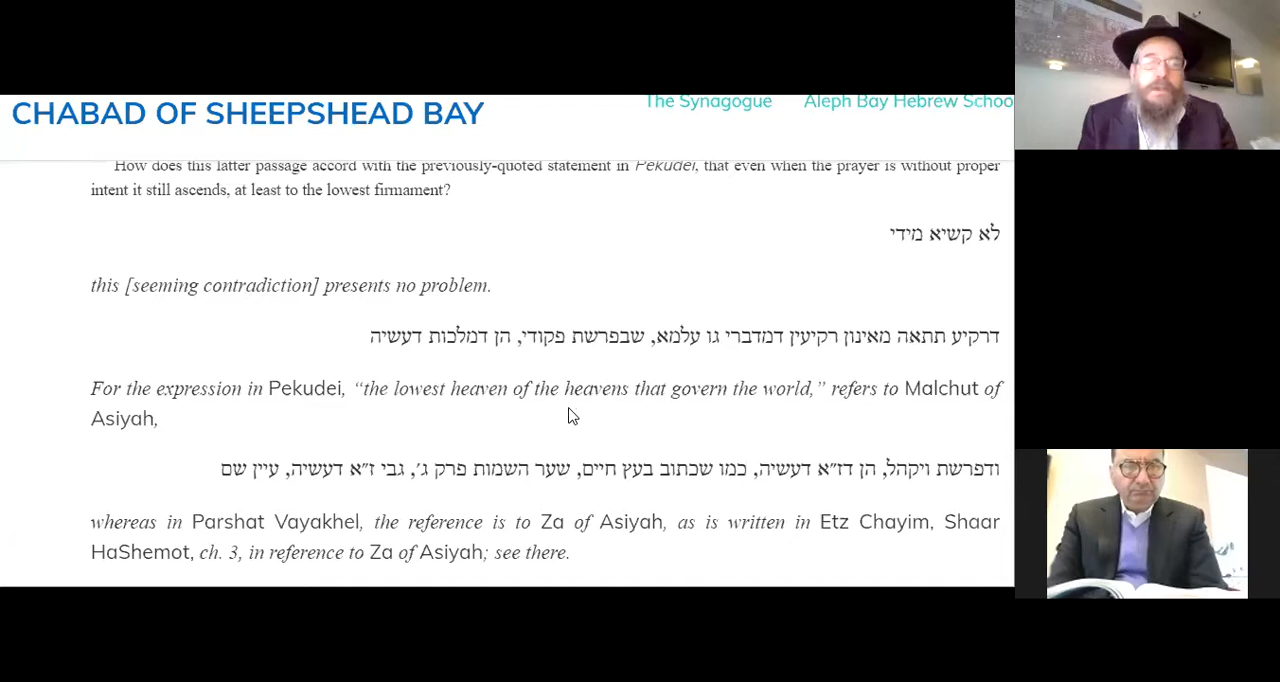 The Synagogue Aleph Bay Hebrew Schoo
CHABAD OF SHEEPSHEAD BAY
How does this latter passage accord with the previously-quoted statement in Pekudei, that even when the prayer is without proper
intent it still ascends, at least to the lowest firmament?
לא קשיא מידי
this [seeming contradiction] presents no problem.
דרקיע תתאה מאינון רקיעין דמדברי גו עלמא, שבפרשת פקודי, הן דמלכות דעשיה
For the expression in Pekudei, “the lowest heaven of the heavens that govern the world,” refers to Malchut of
Asiyah,
ודפרשת ויקהל, הן דז״א דעשיה, כמו שכתוב בעץ חיים, שער השמות פרק ג׳, גבי ז״א דעשיה, עיין שם
whereas in Parshat Vayakhel, the reference is to Za of Asiyah, as is written in Etz Chayim, Shaar
HaShemot, ch. 3, in reference to Za of Asiyah; see there.